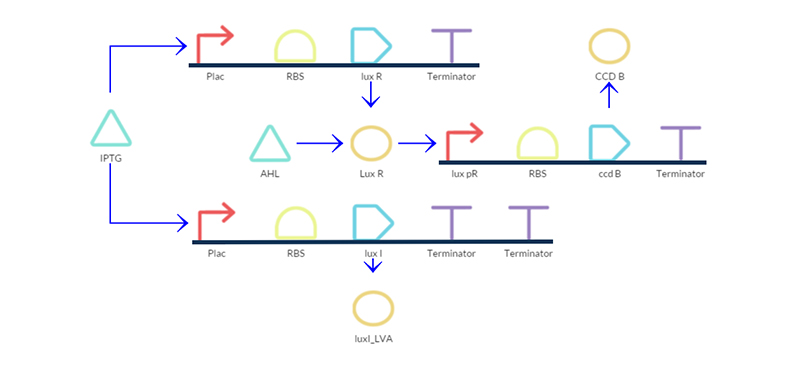 Plac RBS lux R Terminator CCD B
IPTG
AHL Lux R lux pR RBS ccd B Terminator
Plac RBS lux I Terminator Terminator
luxI_LVA